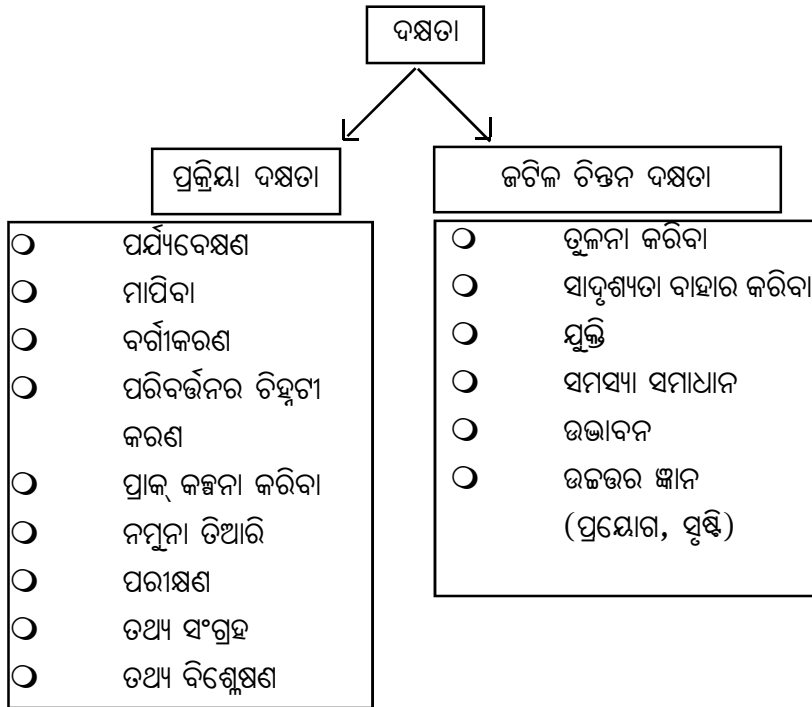 ଦକ୍ଷତା
ପ୍ରକ୍ରିୟା ଦକ୍ଷତା
ପର୍ଯ୍ୟବେକ୍ଷଣ
ମାପିବା
ବର୍ଗୀକରଣ
ପରିବର୍ତ୍ତନର ଚିହ୍ନଟୀ
କରଣ
ପ୍ରାକ୍ କଳ୍ପନା କରିବା
ନମୁନା ତିଆରି
ପରୀକ୍ଷଣ
ତଥ୍ୟ ସଂଗ୍ରହ
ତଥ୍ୟ ବିଶ୍ଳେଷଣ
ଜଟିଳ ଚିନ୍ତନ ଦକ୍ଷତା
ତୁଳନା କରିବା
ସାଦୃଶ୍ୟତା ବାହାର କରିବା
ଯୁକ୍ତି
ସମସ୍ୟା ସମାଧାନ
ଉଦ୍ଭାବନ
ଉଚ୍ଚତ୍ତର ଜ୍ଞାନ
(ପ୍ରୟୋଗ, ସୃଷ୍ଟି)